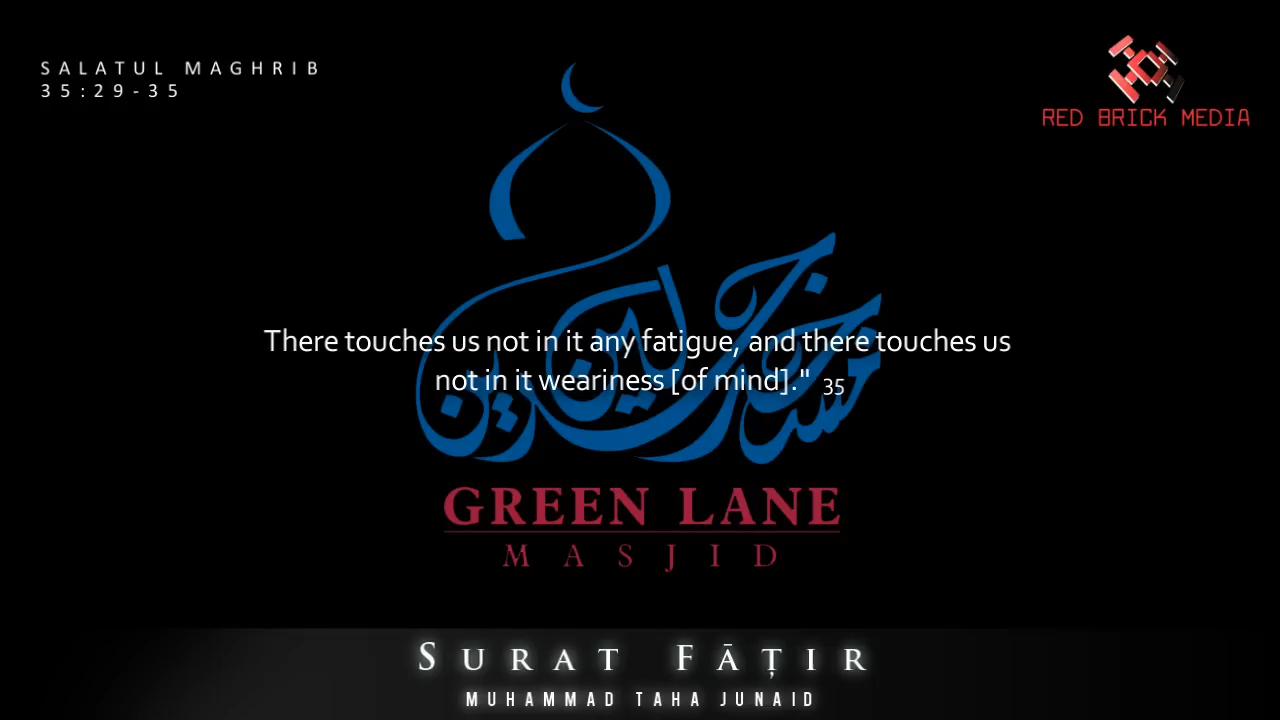 SALATUL MAGHRIB
35:29-35
RED BRICK MEDIA
There touches us not in it any fatigue, and there touches us
not in it weariness [of mind]." 35
GREEN LANE
MASJID
SURAT FĀṬIR
MUHAMMAD TAHA JUNAID